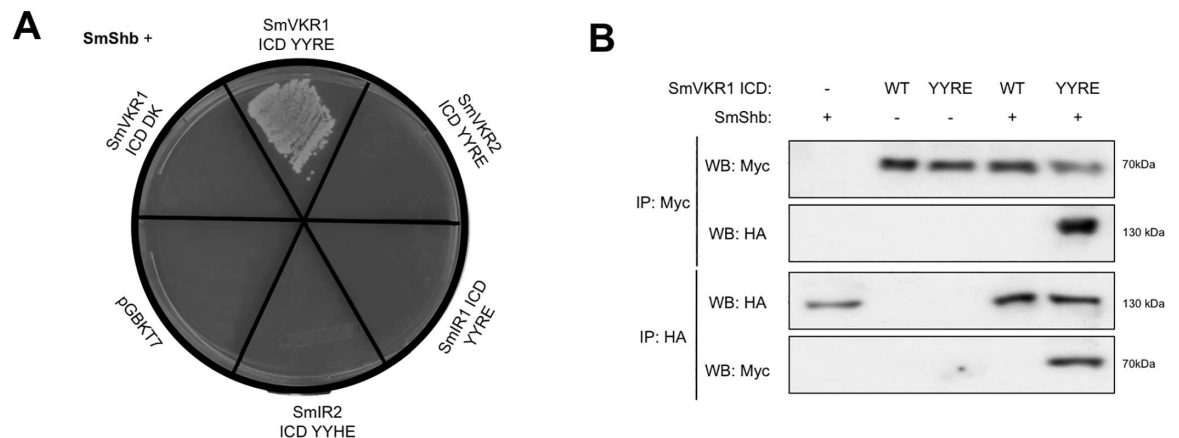 A
SmShb +
SmVKR1
ICD YYRE
SmVKR2
ICD YYRE
SmIR1 ICD
YYRE
SmIR2
ICD YYHE
pGBKT7
SmVKR1
ICD DK
B
SmVKR1 ICD: - WT YYRE WT YYRE
SmShb: + - - + +
IP: Myc
WB: Myc 70kDa
WB: HA 130 kDa
IP: HA
WB: HA 130 kDa
WB: Myc 70kDa